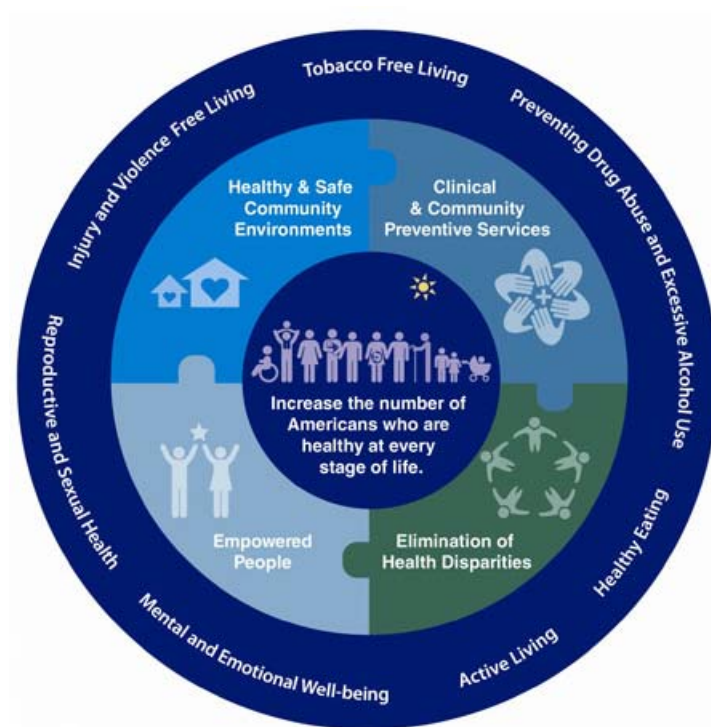 Tobacco Free Living
Preventing Drug Abuse and Excessive Alcohol Use
Healthy Eating
Active Living
Mental and Emotional Well-being
Reproductive and Sexual Health
Injury and Violence Free Living
Healthy & Safe
Community
Environments
Clinical
& Community
Preventive Services
Increase the number of
Americans who are
healthy at every
stage of life.
Empowered
People
Elimination of
Health Disparities